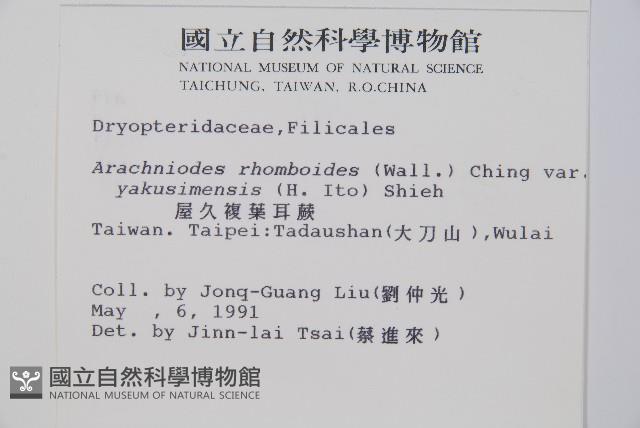 國立自然科學博物館
NATIONAL MUSEUM OF NATURAL SCIENCE
TAICHUNG, TAIWAN, R.O.CHINA
Dryopteridaceae,Filicales
Arachniodes rhomboides (Wall.) Ching var.
yakusimensis (H. Ito) Shieh
屋久複葉耳蕨
Taiwan. Taipei:Tadaushan(大刀山),Wulai
Coll. by Jonq-Guang Liu(劉仲光)
May , 6, 1991
Det. by Jinn-lai Tsai(蔡進來)
國立自然科學博物館
NATIONAL MUSEUM OF NATURAL SCIENCE